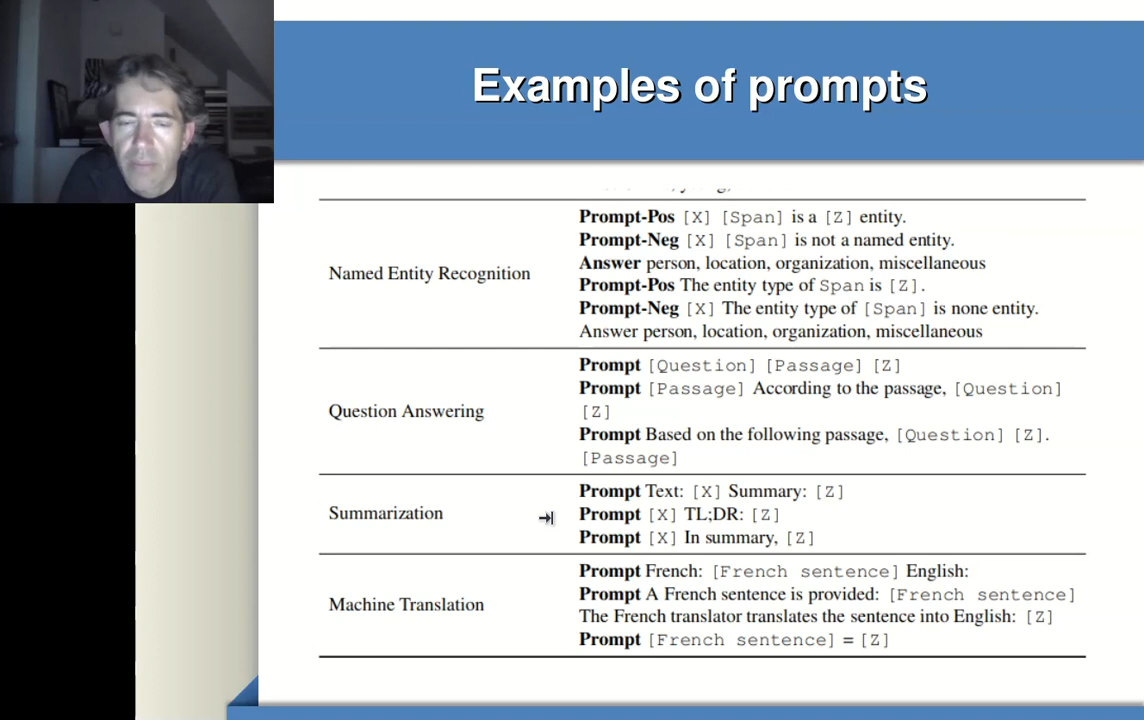 Examples of prompts
Named Entity Recognition
Prompt-Pos [X] [Span] is a [Z] entity.
Prompt-Neg [X] [Span] is not a named entity.
Answer person, location, organization, miscellaneous
Prompt-Pos The entity type of Span is [Z].
Prompt-Neg [X] The entity type of [Span] is none entity.
Answer person, location, organization, miscellaneous
Question Answering
Prompt [Question] [Passage] [Z]
Prompt [Passage] According to the passage, [Question]
[Z]
Prompt Based on the following passage, [Question] [Z].
[Passage]
Summarization
Prompt Text: [X] Summary: [Z]
Prompt [X] TL;DR: [Z]
Prompt [X] In summary, [Z]
Machine Translation
Prompt French: [French sentence] English:
Prompt A French sentence is provided: [French sentence]
The French translator translates the sentence into English: [Z]
Prompt [French sentence] = [Z]